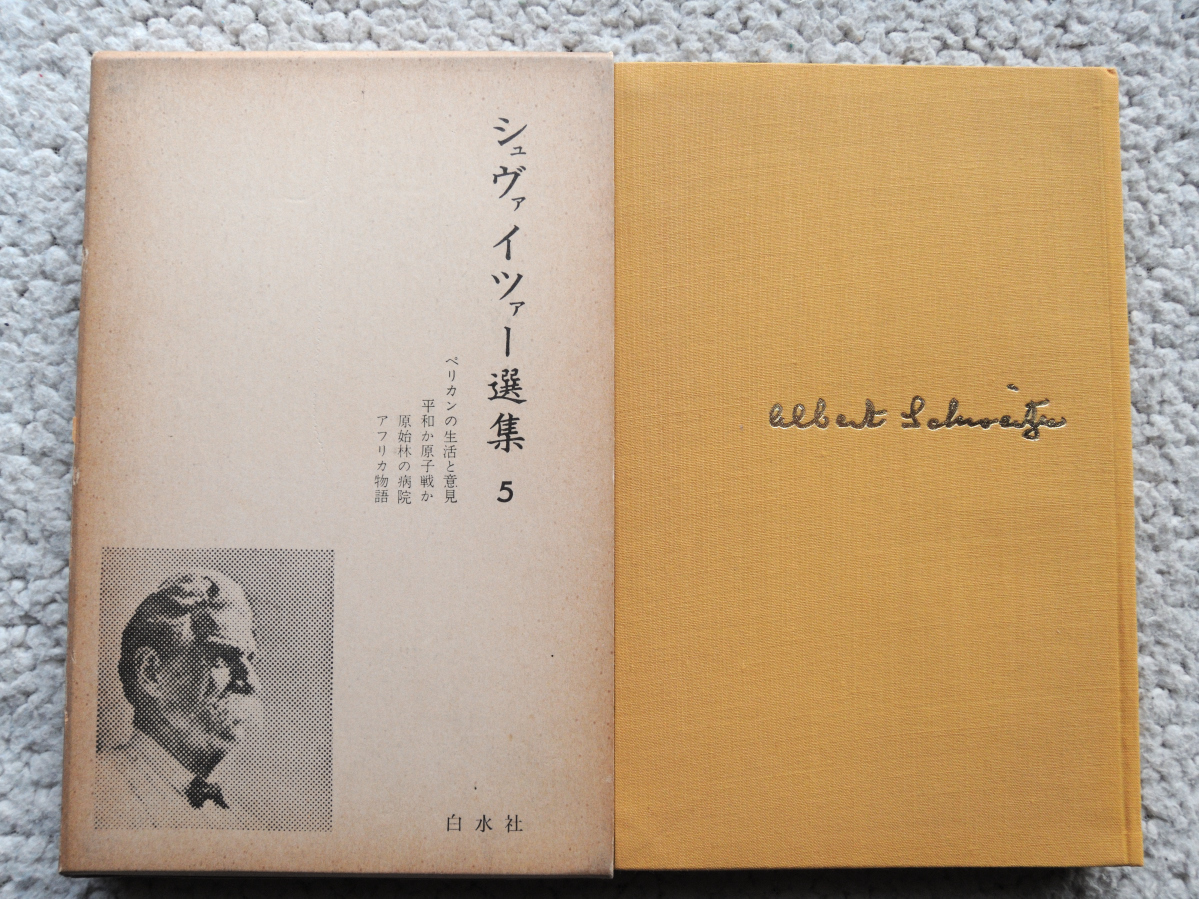 シュヴァイツァー選集 5
ペリカンの生活と意見
平和か原子戦か
原始林の病院
アフリカ物語
白水社
Albert Schweitzer